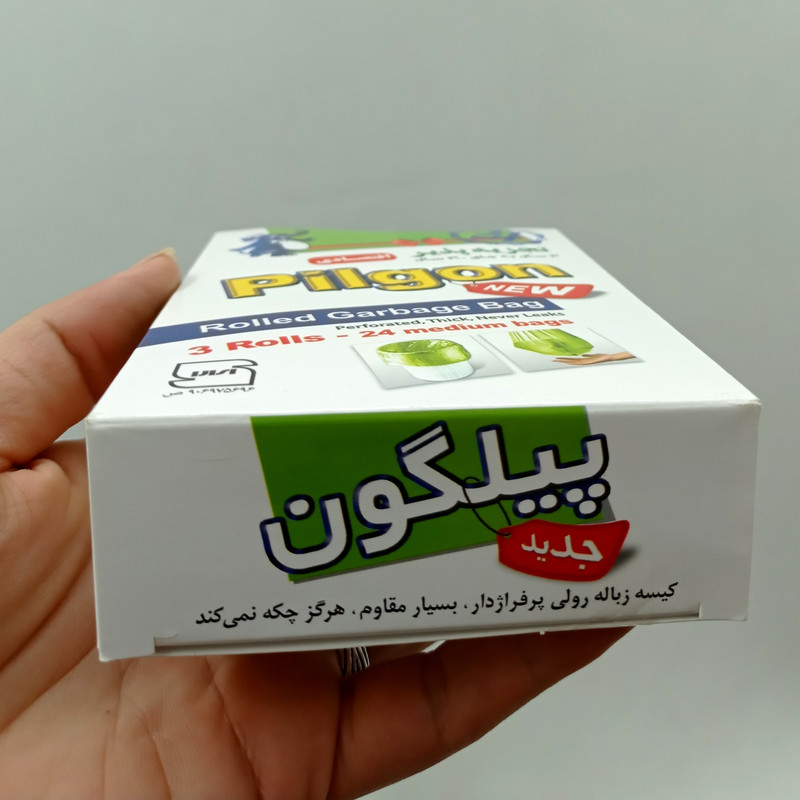 تجزیه پذیر
اقتصادی
Pilgon
NEW
Rolled Garbage Bag
Perforated, Thick, Never Leaks
3 Rolls - 24 medium bags
پیلگون
جدید
کیسه زباله رولی پرفراژدار، بسیار مقاوم، هرگز چکه نمی‌کند